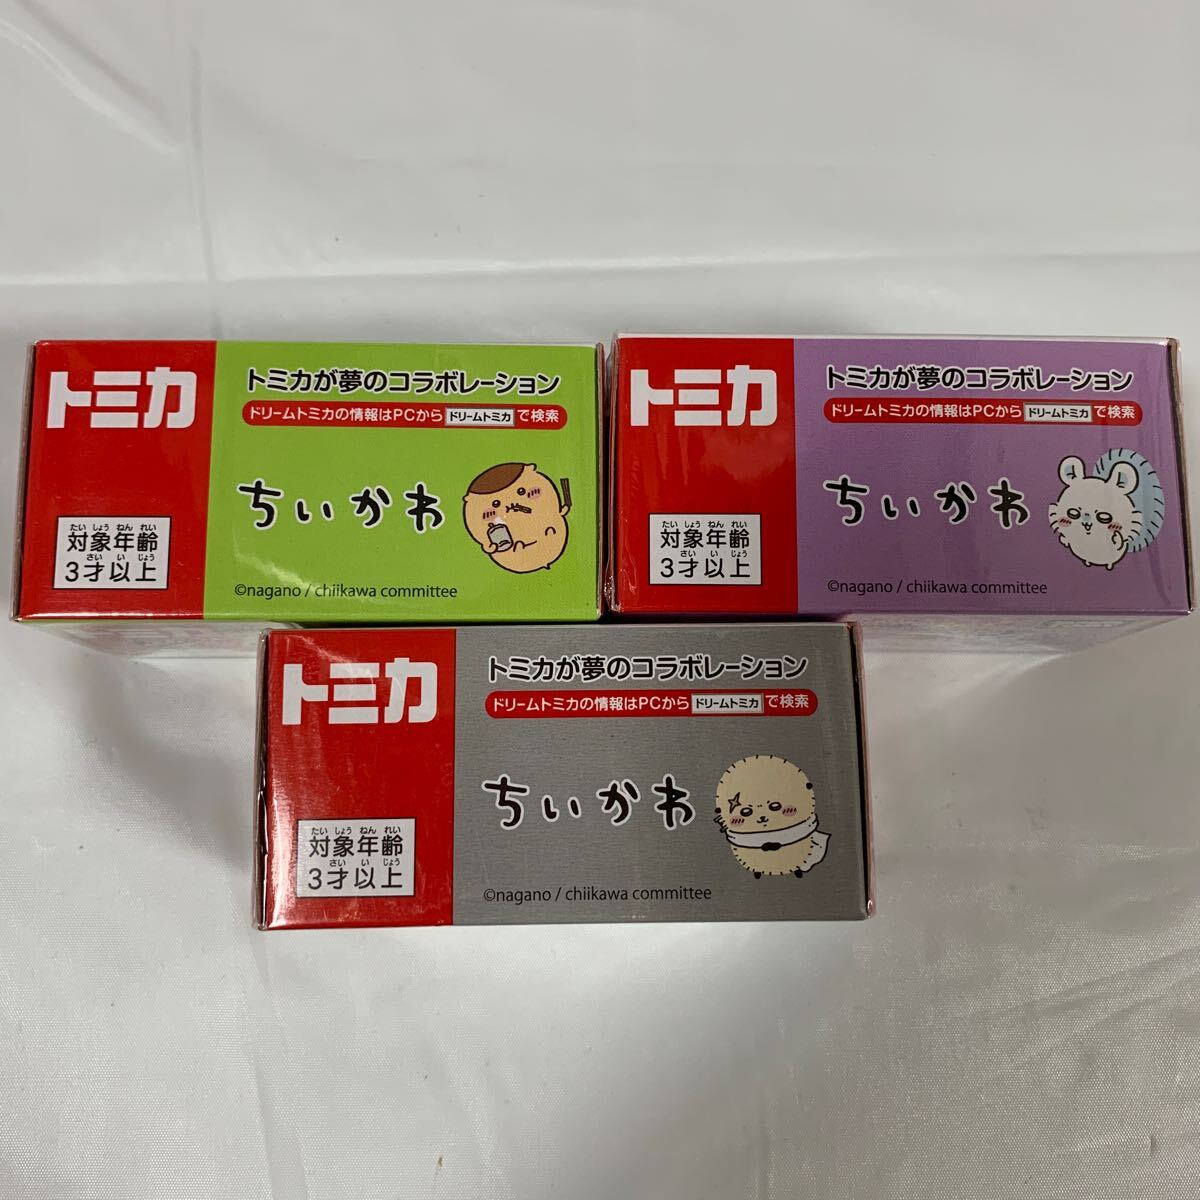 トミカ
トミカが夢のコラボレーション
ドリームトミカの情報はPCから ドリームトミカ で検索
ちいかわ
たいしょうねんれい
対象年齢
さい い じょう
3才以上
©nagano / chiikawa committee
トミカ
トミカが夢のコラボレーション
ドリームトミカの情報はPCから ドリームトミカ で検索
ちいかわ
たいしょうねんれい
対象年齢
さい い じょう
3才以上
©nagano / chiikawa committee
トミカ
トミカが夢のコラボレーション
ドリームトミカの情報はPCから ドリームトミカ で検索
ちいかわ
たいしょうねんれい
対象年齢
さい い じょう
3才以上
©nagano / chiikawa committee